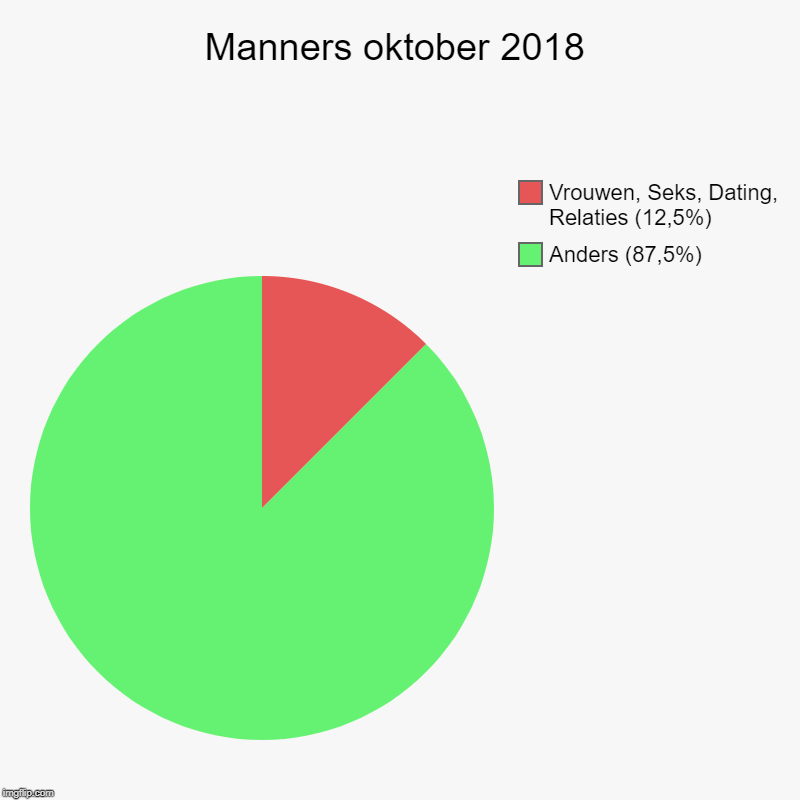 Manners oktober 2018
Vrouwen, Seks, Dating,
Relaties (12,5%)
Anders (87,5%)
imgflip.com